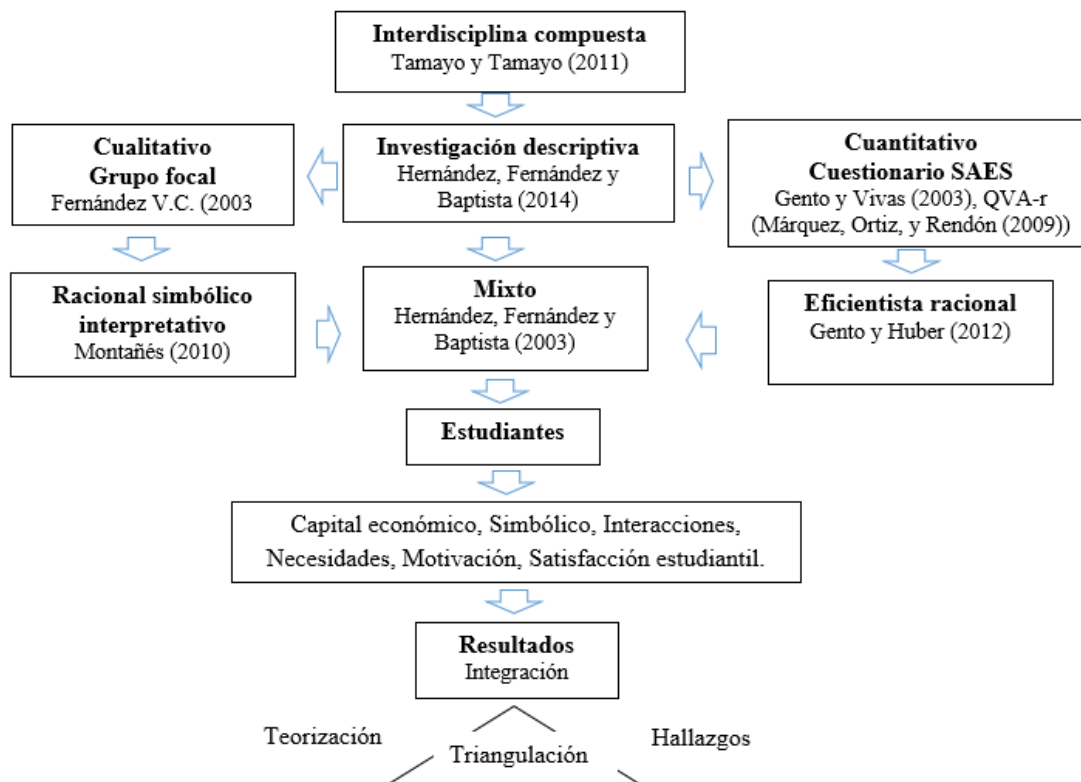 Interdisciplina compuesta
Tamayo y Tamayo (2011)
Cualitativo
Grupo focal
Fernández V.C. (2003
Investigación descriptiva
Hernández, Fernández y
Baptista (2014)
Cuantitativo
Cuestionario SAES
Gento y Vivas (2003), QVA-r
(Márquez, Ortiz, y Rendón (2009))
Racional simbólico
interpretativo
Montañés (2010)
Mixto
Hernández, Fernández y
Baptista (2003)
Eficientista racional
Gento y Huber (2012)
Estudiantes
Capital económico, Simbólico, Interacciones,
Necesidades, Motivación, Satisfacción estudiantil.
Resultados
Integración
Teorización
Triangulación
Hallazgos